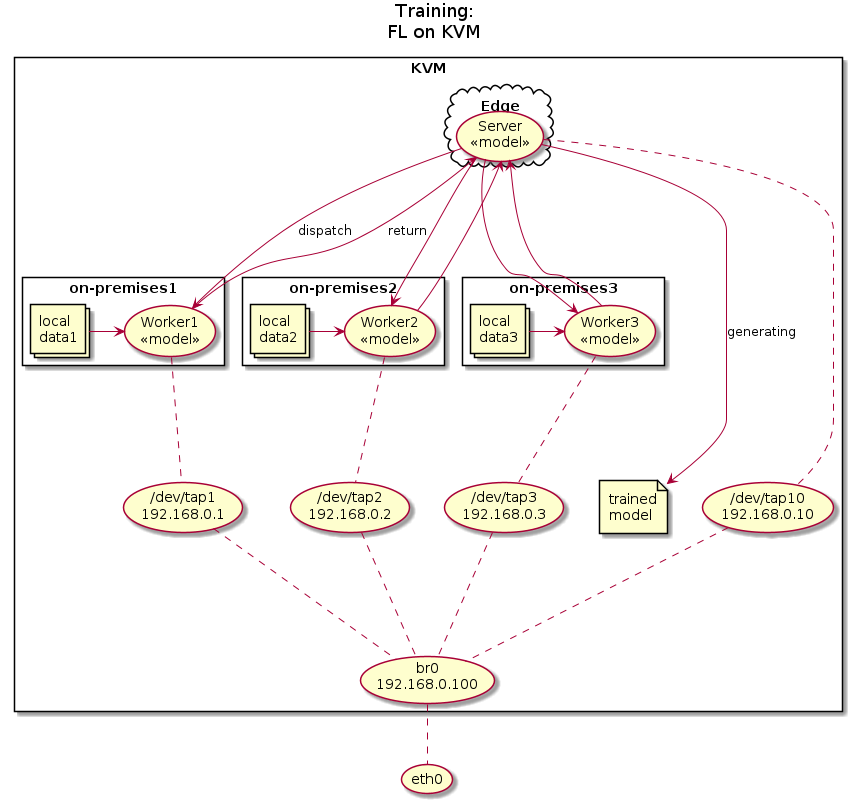 Training:
FL on KVM
KVM
Edge
Server
«model»
dispatch
return
on-premises1
on-premises2
on-premises3
local
data1
Worker1
«model»
local
data2
Worker2
«model»
local
data3
Worker3
«model»
generating
/dev/tap1
192.168.0.1
/dev/tap2
192.168.0.2
/dev/tap3
192.168.0.3
trained
model
/dev/tap10
192.168.0.10
br0
192.168.0.100
eth0